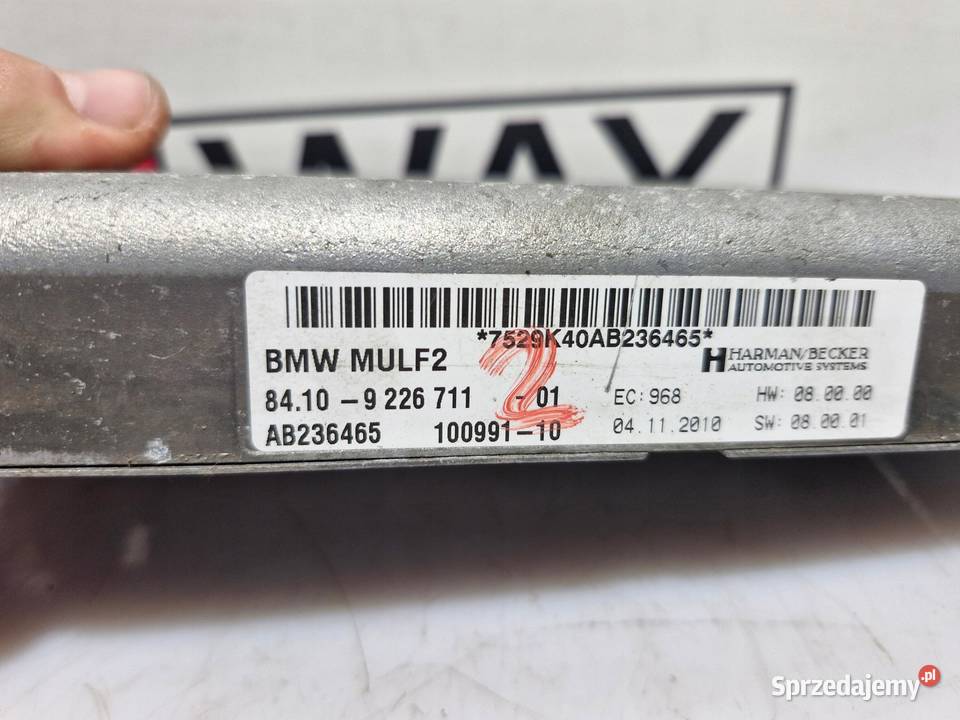 WAY
*7529K40AB236465*
BMW MULF2
HARMAN/BECKER
AUTOMOTIVE SYSTEMS
84.10 - 9 226 711 - 01 EC: 968 HW: 08.00.00
2
AB236465 100991-10 04.11.2010 SW: 08.00.01
Sprzedajemy.pl